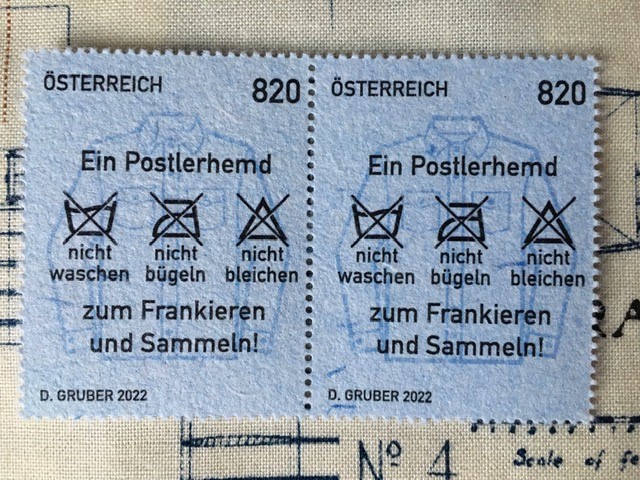 ÖSTERREICH 820
Ein Postlerhemd
nicht waschen
nicht bügeln
nicht bleichen
zum Frankieren
und Sammeln!
D. GRUBER 2022
ÖSTERREICH 820
Ein Postlerhemd
nicht waschen
nicht bügeln
nicht bleichen
zum Frankieren
und Sammeln!
D. GRUBER 2022
Nº 4
Scale of